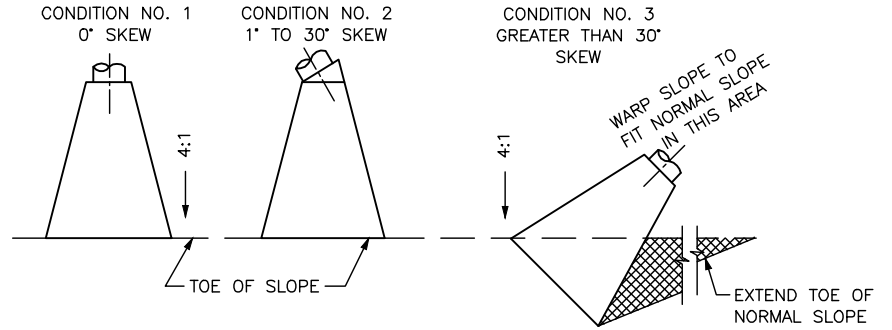 CONDITION NO. 1
0° SKEW
CONDITION NO. 2
1° TO 30° SKEW
CONDITION NO. 3
GREATER THAN 30°
SKEW
WARP SLOPE TO
FIT NORMAL SLOPE
IN THIS AREA
4:1
4:1
TOE OF SLOPE
EXTEND TOE OF
NORMAL SLOPE